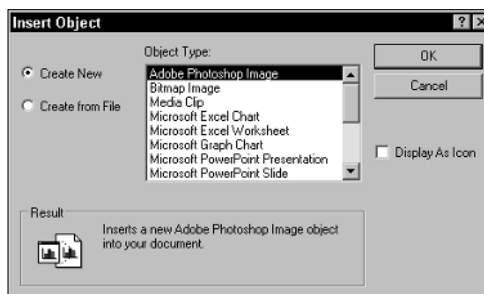 Insert Object
Object Type:
Create New
Create from File
Adobe Photoshop Image
Bitmap Image
Media Clip
Microsoft Excel Chart
Microsoft Excel Worksheet
Microsoft Graph Chart
Microsoft PowerPoint Presentation
Microsoft PowerPoint Slide
OK
Cancel
Display As Icon
Result
Inserts a new Adobe Photoshop Image object
into your document.